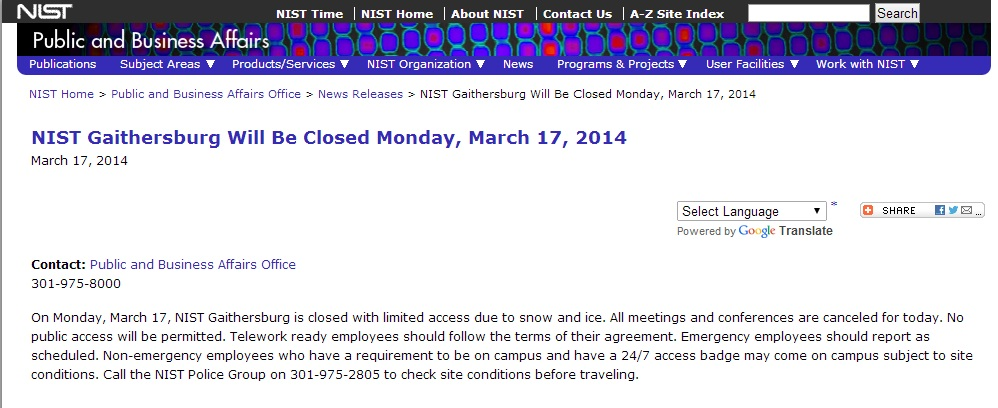 NIST
NIST Time | NIST Home | About NIST | Contact Us | A-Z Site Index Search
Public and Business Affairs
Publications Subject Areas ▼ Products/Services ▼ NIST Organization ▼ News Programs & Projects ▼ User Facilities ▼ Work with NIST ▼
NIST Home > Public and Business Affairs Office > News Releases > NIST Gaithersburg Will Be Closed Monday, March 17, 2014
NIST Gaithersburg Will Be Closed Monday, March 17, 2014
March 17, 2014
Select Language ▼ * SHARE ...
Powered by Google Translate
Contact: Public and Business Affairs Office
301-975-8000
On Monday, March 17, NIST Gaithersburg is closed with limited access due to snow and ice. All meetings and conferences are canceled for today. No
public access will be permitted. Telework ready employees should follow the terms of their agreement. Emergency employees should report as
scheduled. Non-emergency employees who have a requirement to be on campus and have a 24/7 access badge may come on campus subject to site
conditions. Call the NIST Police Group on 301-975-2805 to check site conditions before traveling.